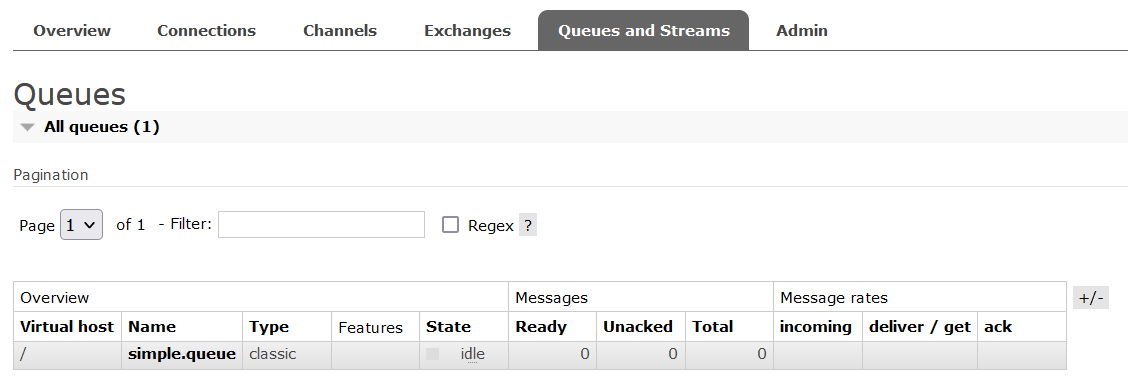 Overview Connections Channels Exchanges Queues and Streams Admin
Queues
All queues (1)
Pagination
Page 1 of 1 - Filter: Regex ?
Overview Messages Message rates +/-
Virtual host Name Type Features State Ready Unacked Total incoming deliver / get ack
/ simple.queue classic idle 0 0 0